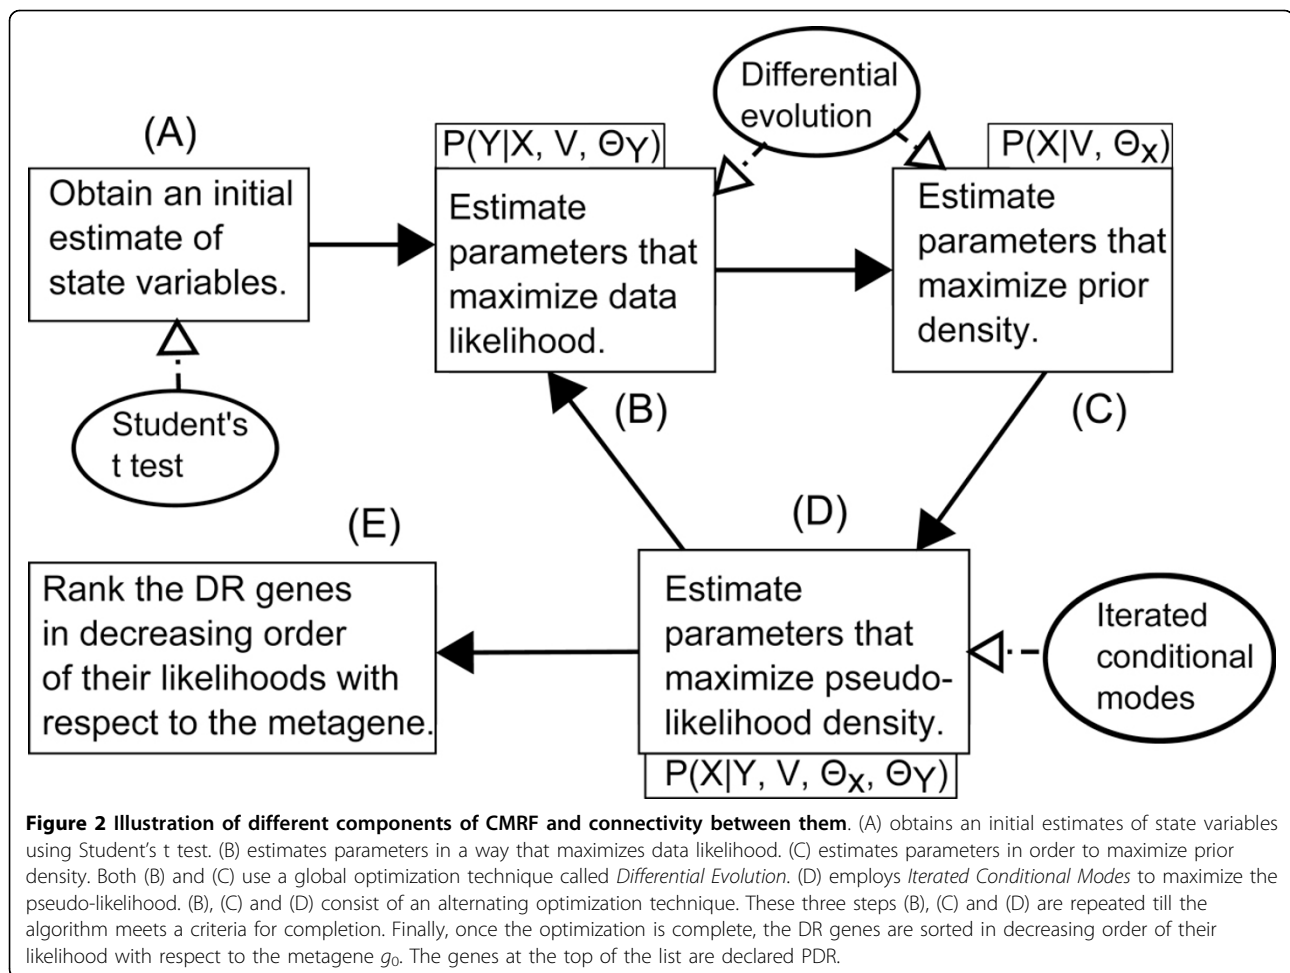 Differential
evolution
(A)
P(Y|X, V, ΘY)
P(X|V, Θx)
Obtain an initial
estimate of
state variables.
Estimate
parameters that
maximize data
likelihood.
Estimate
parameters that
maximize prior
density.
(B)
(C)
Student's
t test
(E)
(D)
Rank the DR genes
in decreasing order
of their likelihoods with
respect to the metagene.
Estimate
parameters that
maximize pseudo-
likelihood density.
Iterated
conditional
modes
P(X|Y, V, Θx, ΘY)
Figure 2 Illustration of different components of CMRF and connectivity between them. (A) obtains an initial estimates of state variables
using Student's t test. (B) estimates parameters in a way that maximizes data likelihood. (C) estimates parameters in order to maximize prior
density. Both (B) and (C) use a global optimization technique called Differential Evolution. (D) employs Iterated Conditional Modes to maximize the
pseudo-likelihood. (B), (C) and (D) consist of an alternating optimization technique. These three steps (B), (C) and (D) are repeated till the
algorithm meets a criteria for completion. Finally, once the optimization is complete, the DR genes are sorted in decreasing order of their
likelihood with respect to the metagene g0. The genes at the top of the list are declared PDR.